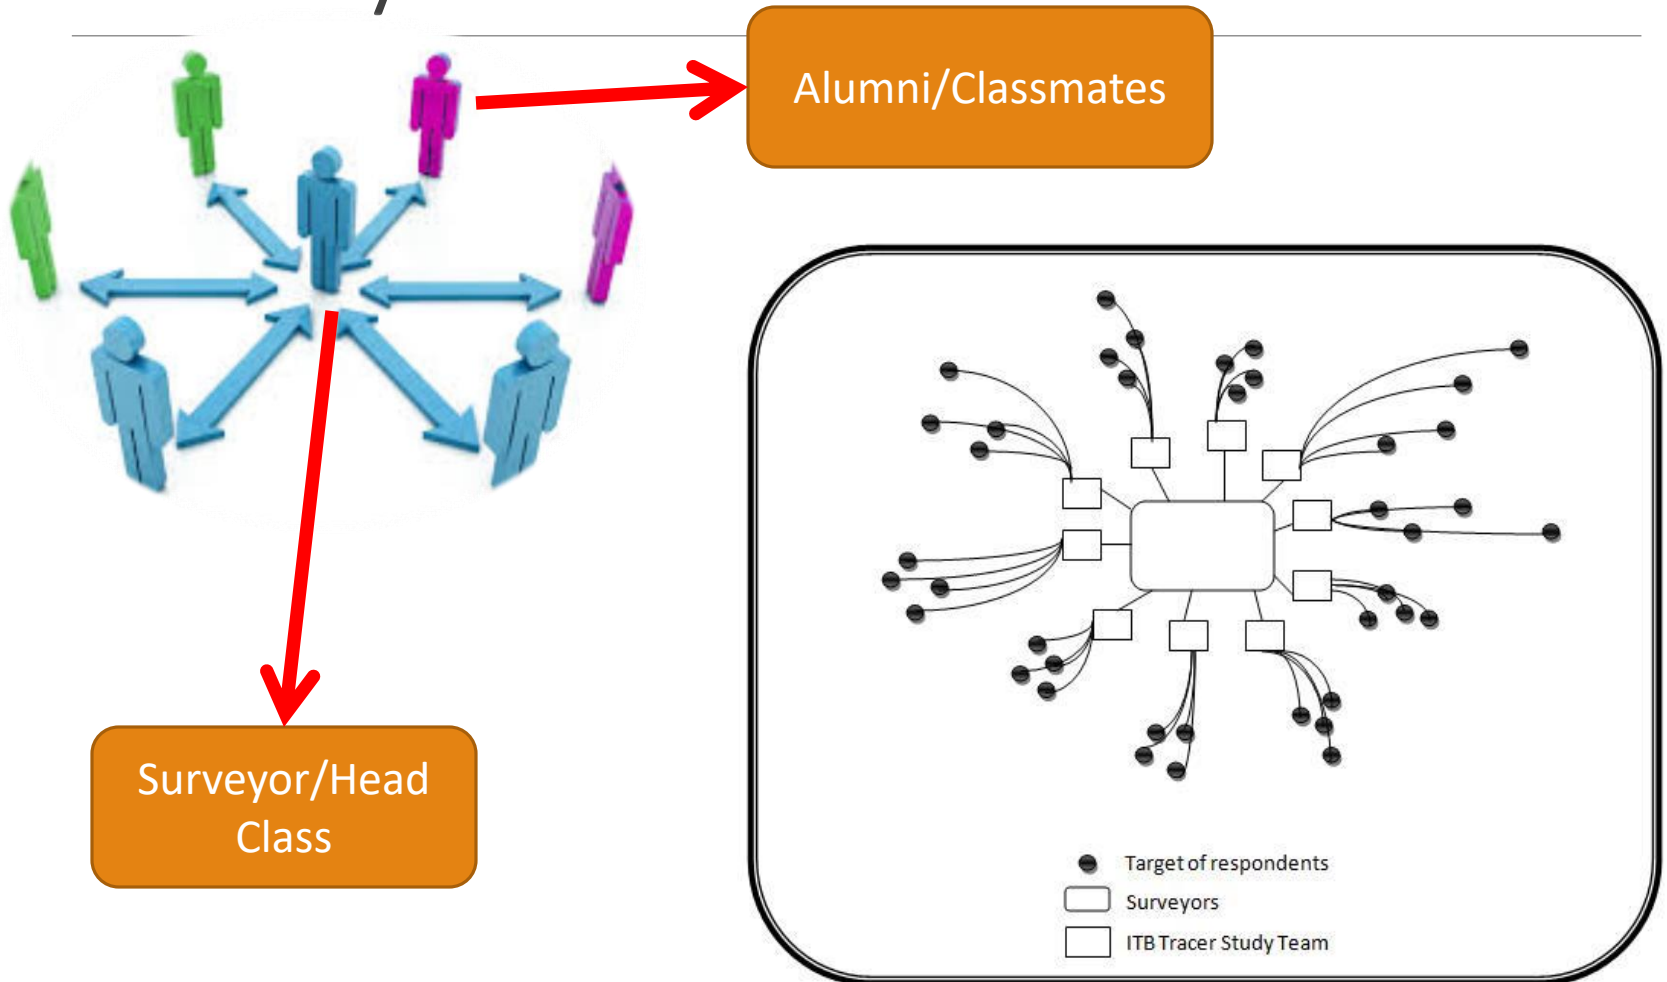 Alumni/Classmates
Surveyor/Head
Class
Target of respondents
Surveyors
ITB Tracer Study Team